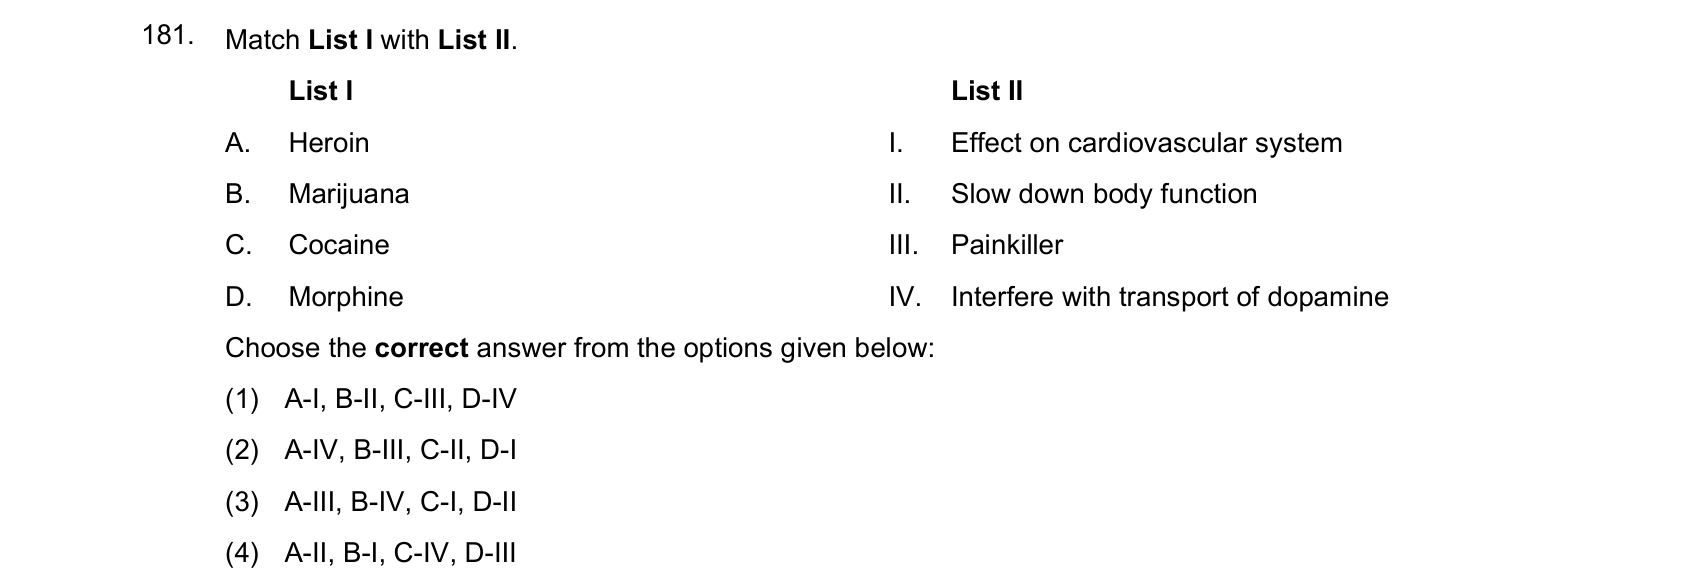 181. Match List I with List II.
List I List II
A. Heroin I. Effect on cardiovascular system
B. Marijuana II. Slow down body function
C. Cocaine III. Painkiller
D. Morphine IV. Interfere with transport of dopamine
Choose the correct answer from the options given below:
(1) A-I, B-II, C-III, D-IV
(2) A-IV, B-III, C-II, D-I
(3) A-III, B-IV, C-I, D-II
(4) A-II, B-I, C-IV, D-III